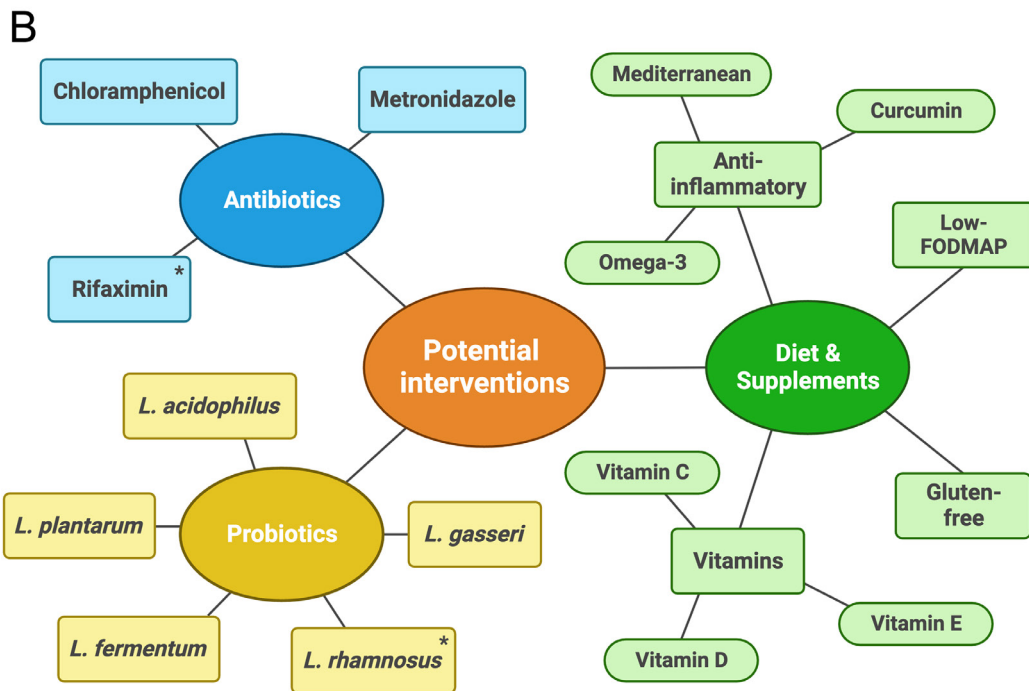 B
Chloramphenicol
Metronidazole
Antibiotics
Rifaximin*
Mediterranean
Curcumin
Anti-
inflammatory
Omega-3
Low-
FODMAP
Potential
interventions
Diet &
Supplements
L. acidophilus
L. plantarum
Probiotics
L. gasseri
L. fermentum
L. rhamnosus*
Vitamin C
Gluten-
free
Vitamins
Vitamin E
Vitamin D